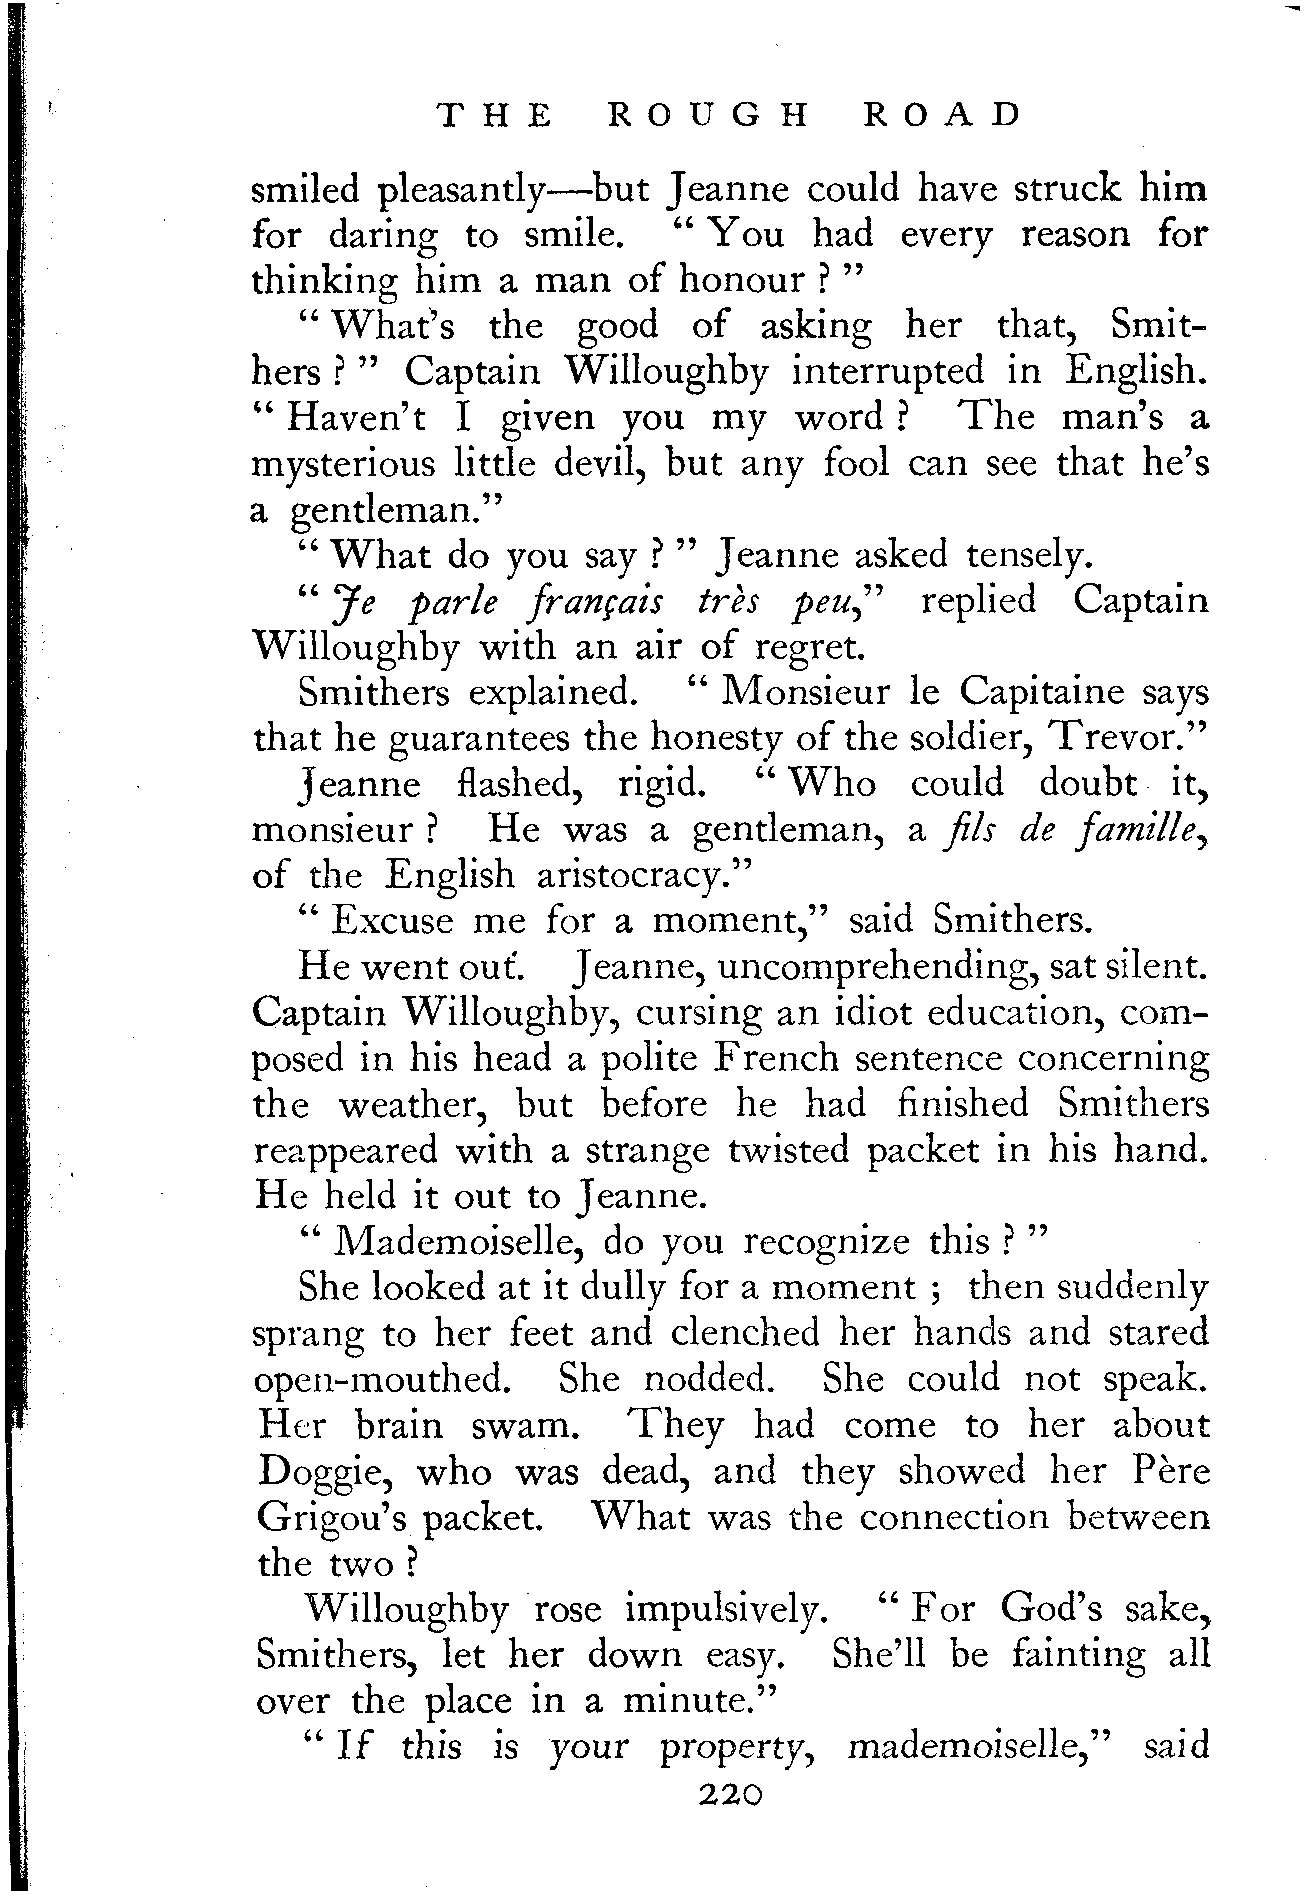 THE ROUGH ROAD
smiled pleasantly—but Jeanne could have struck him
for daring to smile. “ You had every reason for
thinking him a man of honour ? ”
“ What's the good of asking her that, Smit-
hers ? ” Captain Willoughby interrupted in English.
“ Haven't I given you my word ? The man's a
mysterious little devil, but any fool can see that he's
a gentleman.”
“ What do you say ? ” Jeanne asked tensely.
“ Je parle français très peu,” replied Captain
Willoughby with an air of regret.
Smithers explained. “ Monsieur le Capitaine says
that he guarantees the honesty of the soldier, Trevor.”
Jeanne flashed, rigid. “ Who could doubt it,
monsieur ? He was a gentleman, a fils de famille,
of the English aristocracy.”
“ Excuse me for a moment,” said Smithers.
He went out. Jeanne, uncomprehending, sat silent.
Captain Willoughby, cursing an idiot education, com-
posed in his head a polite French sentence concerning
the weather, but before he had finished Smithers
reappeared with a strange twisted packet in his hand.
He held it out to Jeanne.
“ Mademoiselle, do you recognize this ? ”
She looked at it dully for a moment ; then suddenly
sprang to her feet and clenched her hands and stared
open-mouthed. She nodded. She could not speak.
Her brain swam. They had come to her about
Doggie, who was dead, and they showed her Père
Grigou's packet. What was the connection between
the two ?
Willoughby rose impulsively. “ For God's sake,
Smithers, let her down easy. She'll be fainting all
over the place in a minute.”
“ If this is your property, mademoiselle,” said
220